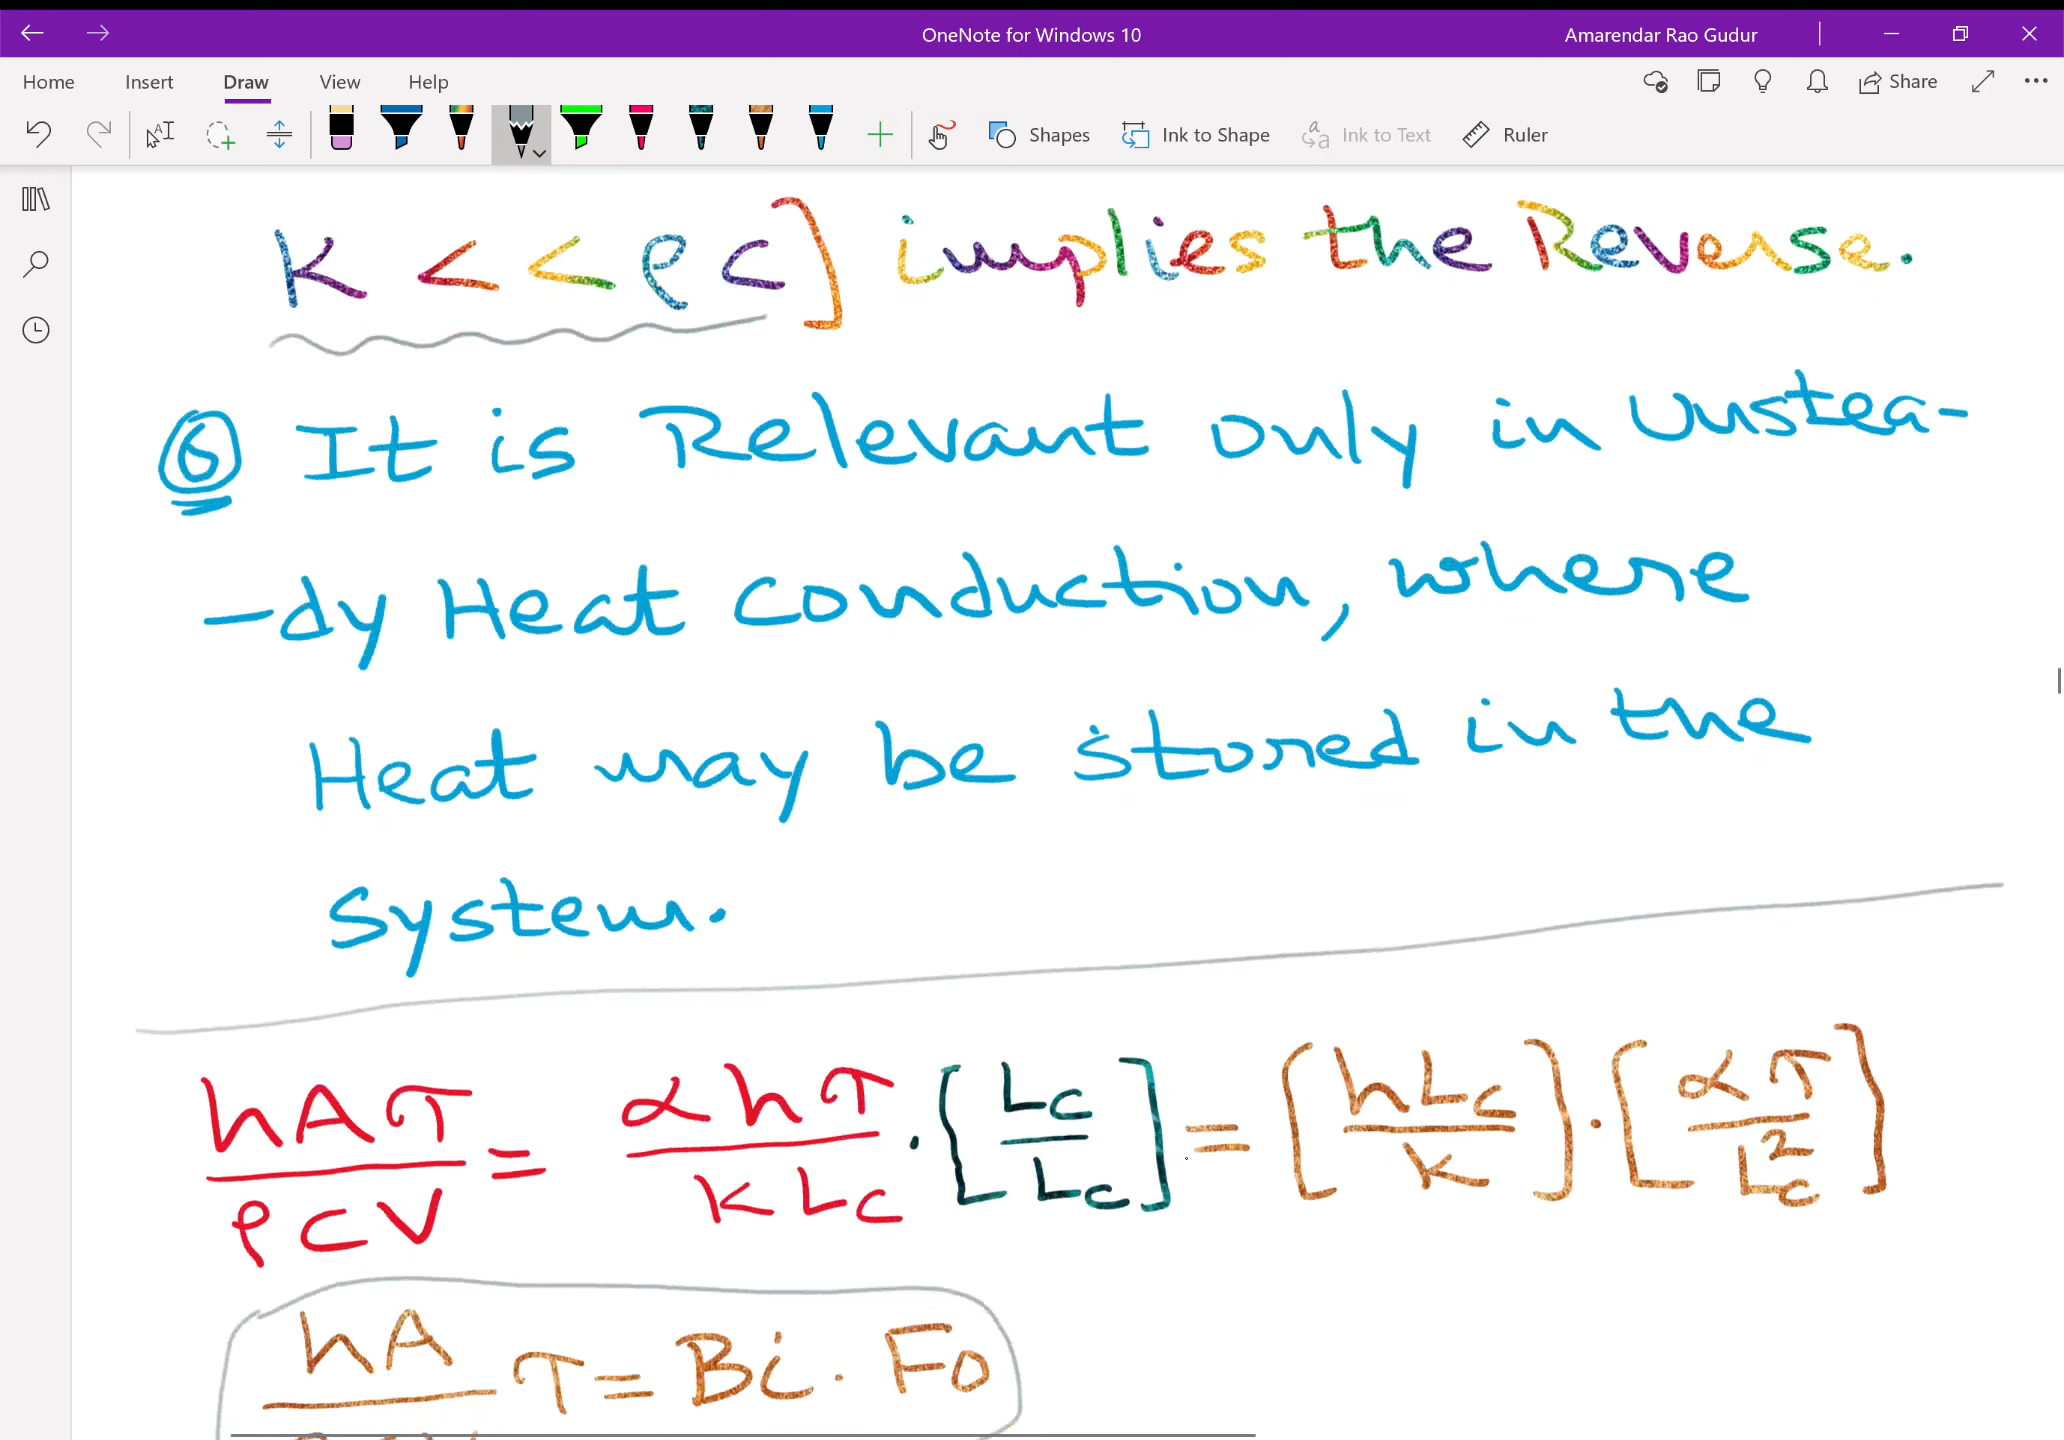 OneNote for Windows 10
Amarendar Rao Gudur
Home Insert Draw View Help
Share
Shapes Ink to Shape Ink to Text Ruler
K < < ρ c ] implies the Reverse.
⑥ It is Relevant only in Unstea-
-dy Heat conduction, where
Heat may be stored in the
system.
hAτ/ρCV = αhτ/KLc · [Lc/Lc] = [hLc/K] · [ατ/Lc²]
hA/ τ = Bi · Fo